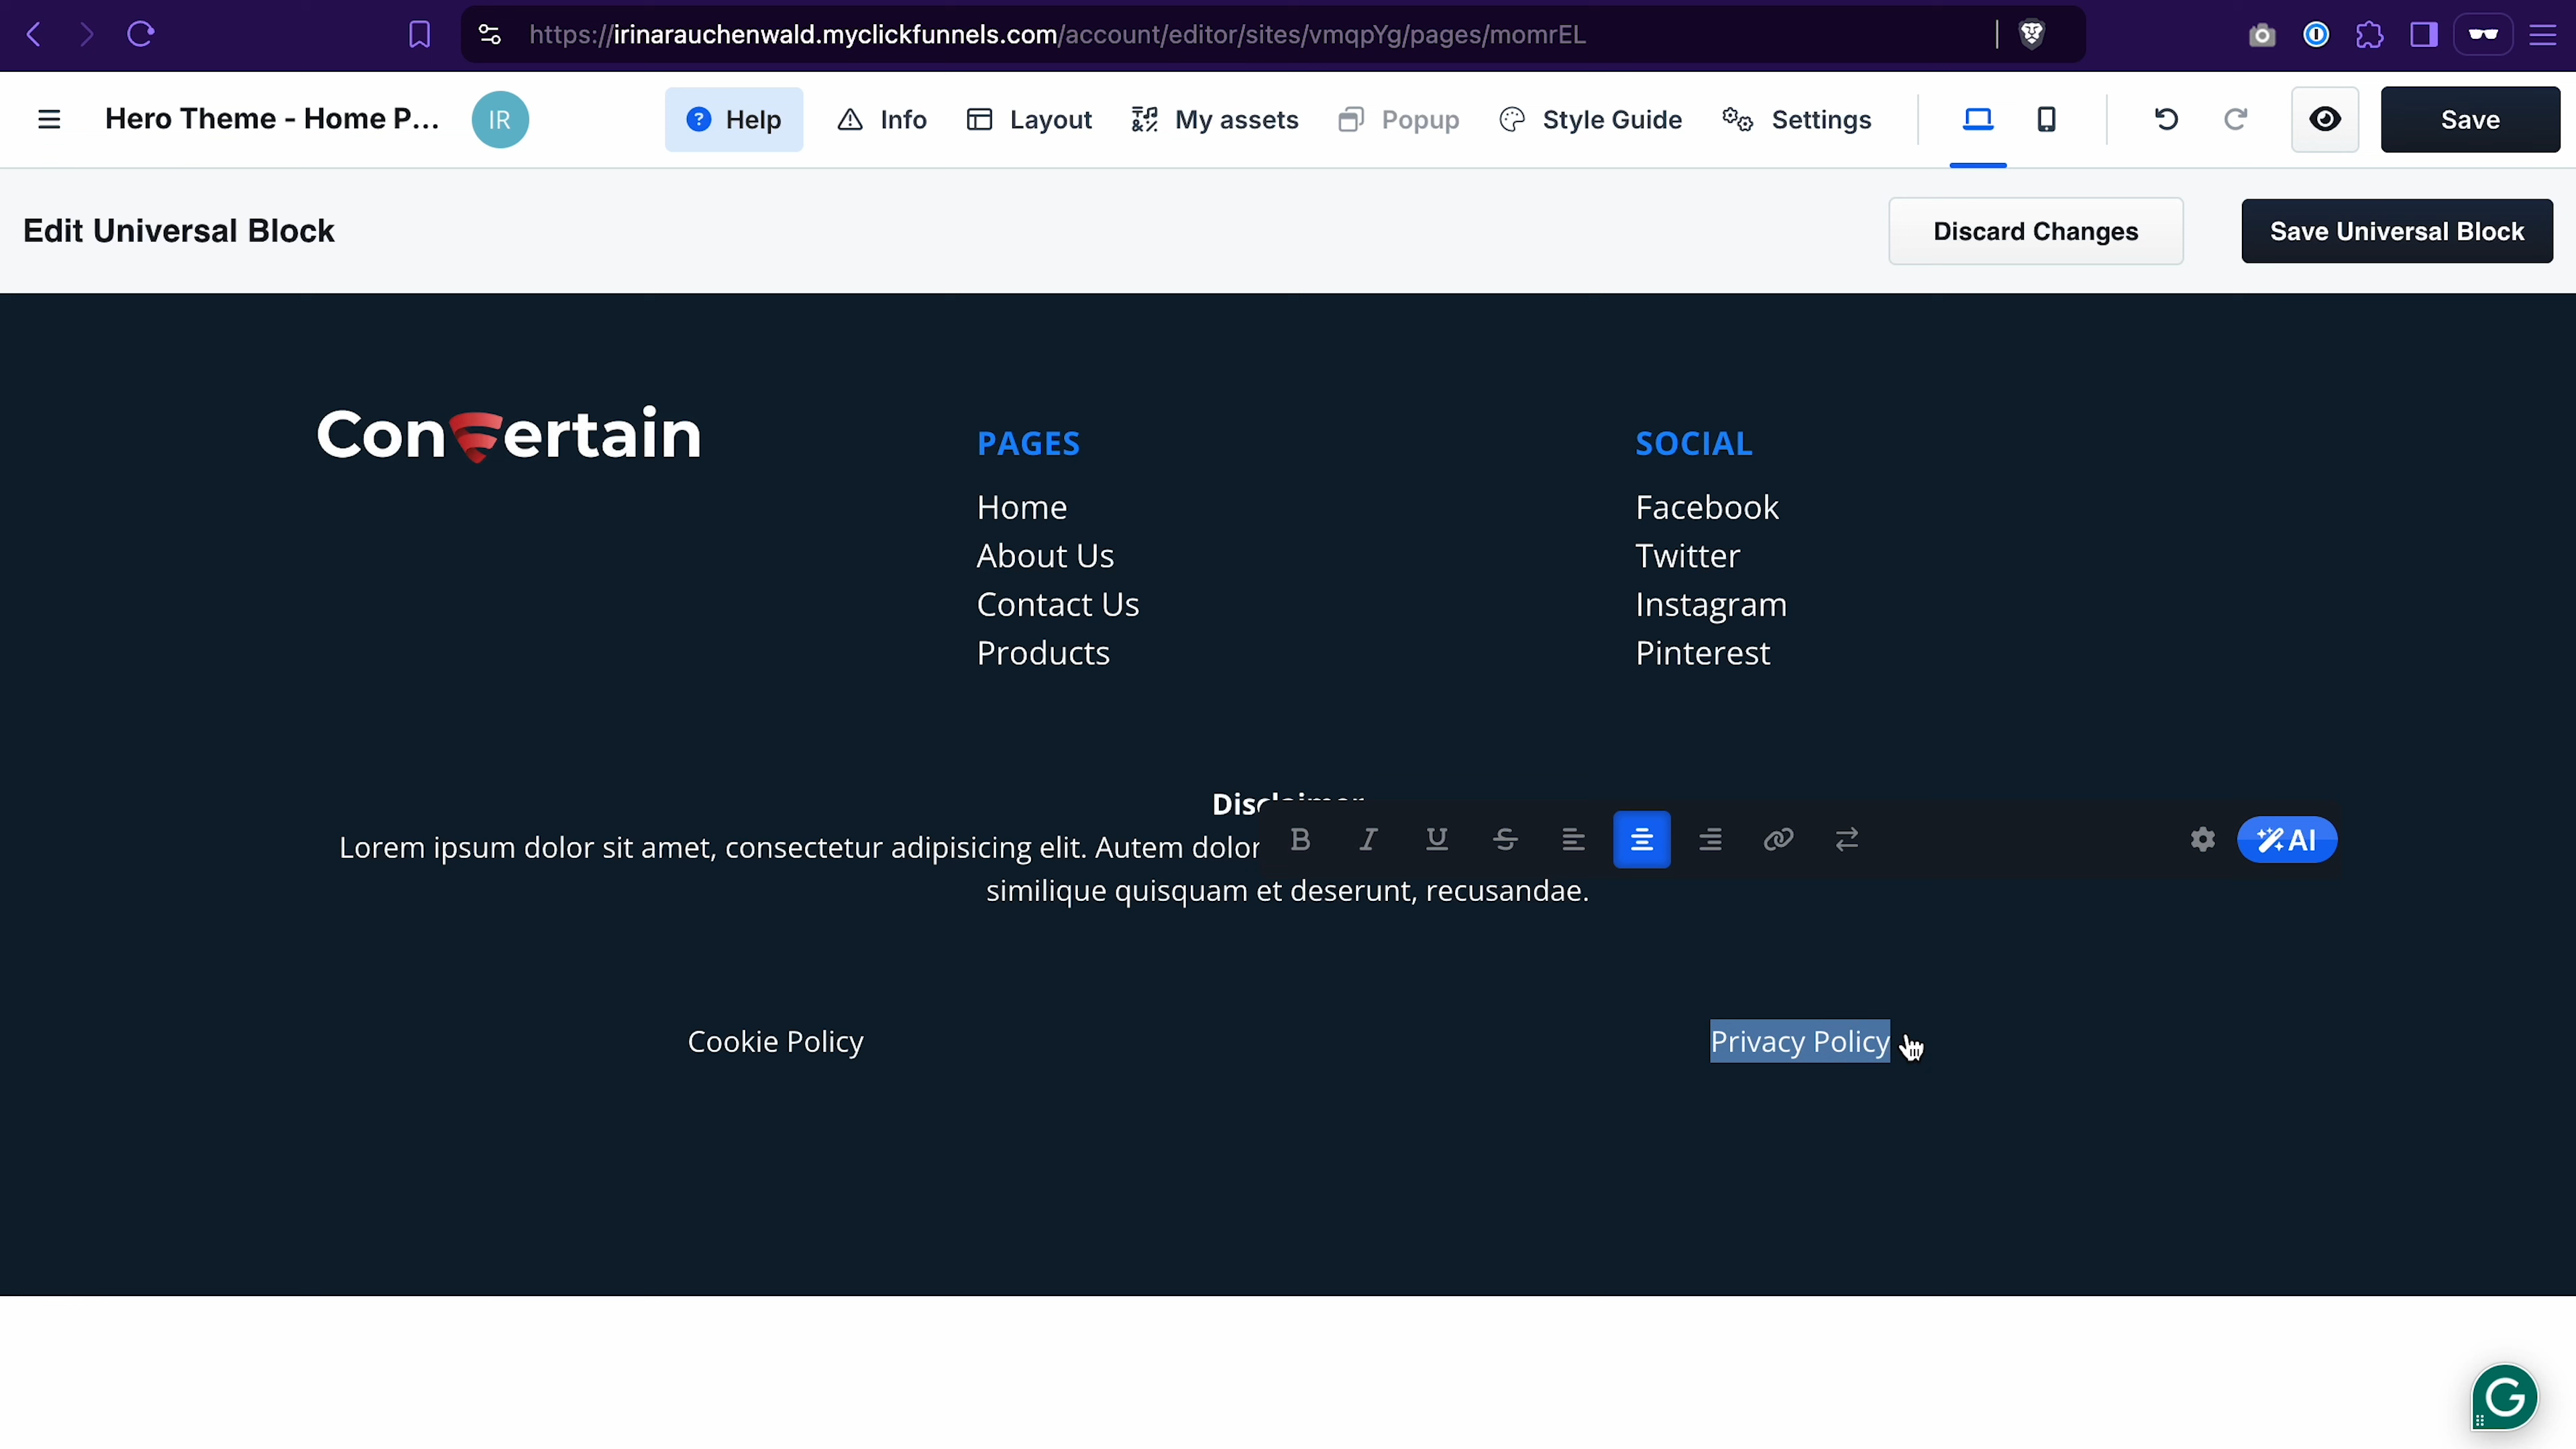 https://irinarauchenwald.myclickfunnels.com/account/editor/sites/vmqpYg/pages/momrEL
Hero Theme - Home P... IR Help Info Layout My assets Popup Style Guide Settings Save
Edit Universal Block Discard Changes Save Universal Block
Convertain
PAGES
Home
About Us
Contact Us
Products
SOCIAL
Facebook
Twitter
Instagram
Pinterest
Disclaimer
Lorem ipsum dolor sit amet, consectetur adipisicing elit. Autem dolor
B I U S AI
similique quisquam et deserunt, recusandae.
Cookie Policy Privacy Policy
G